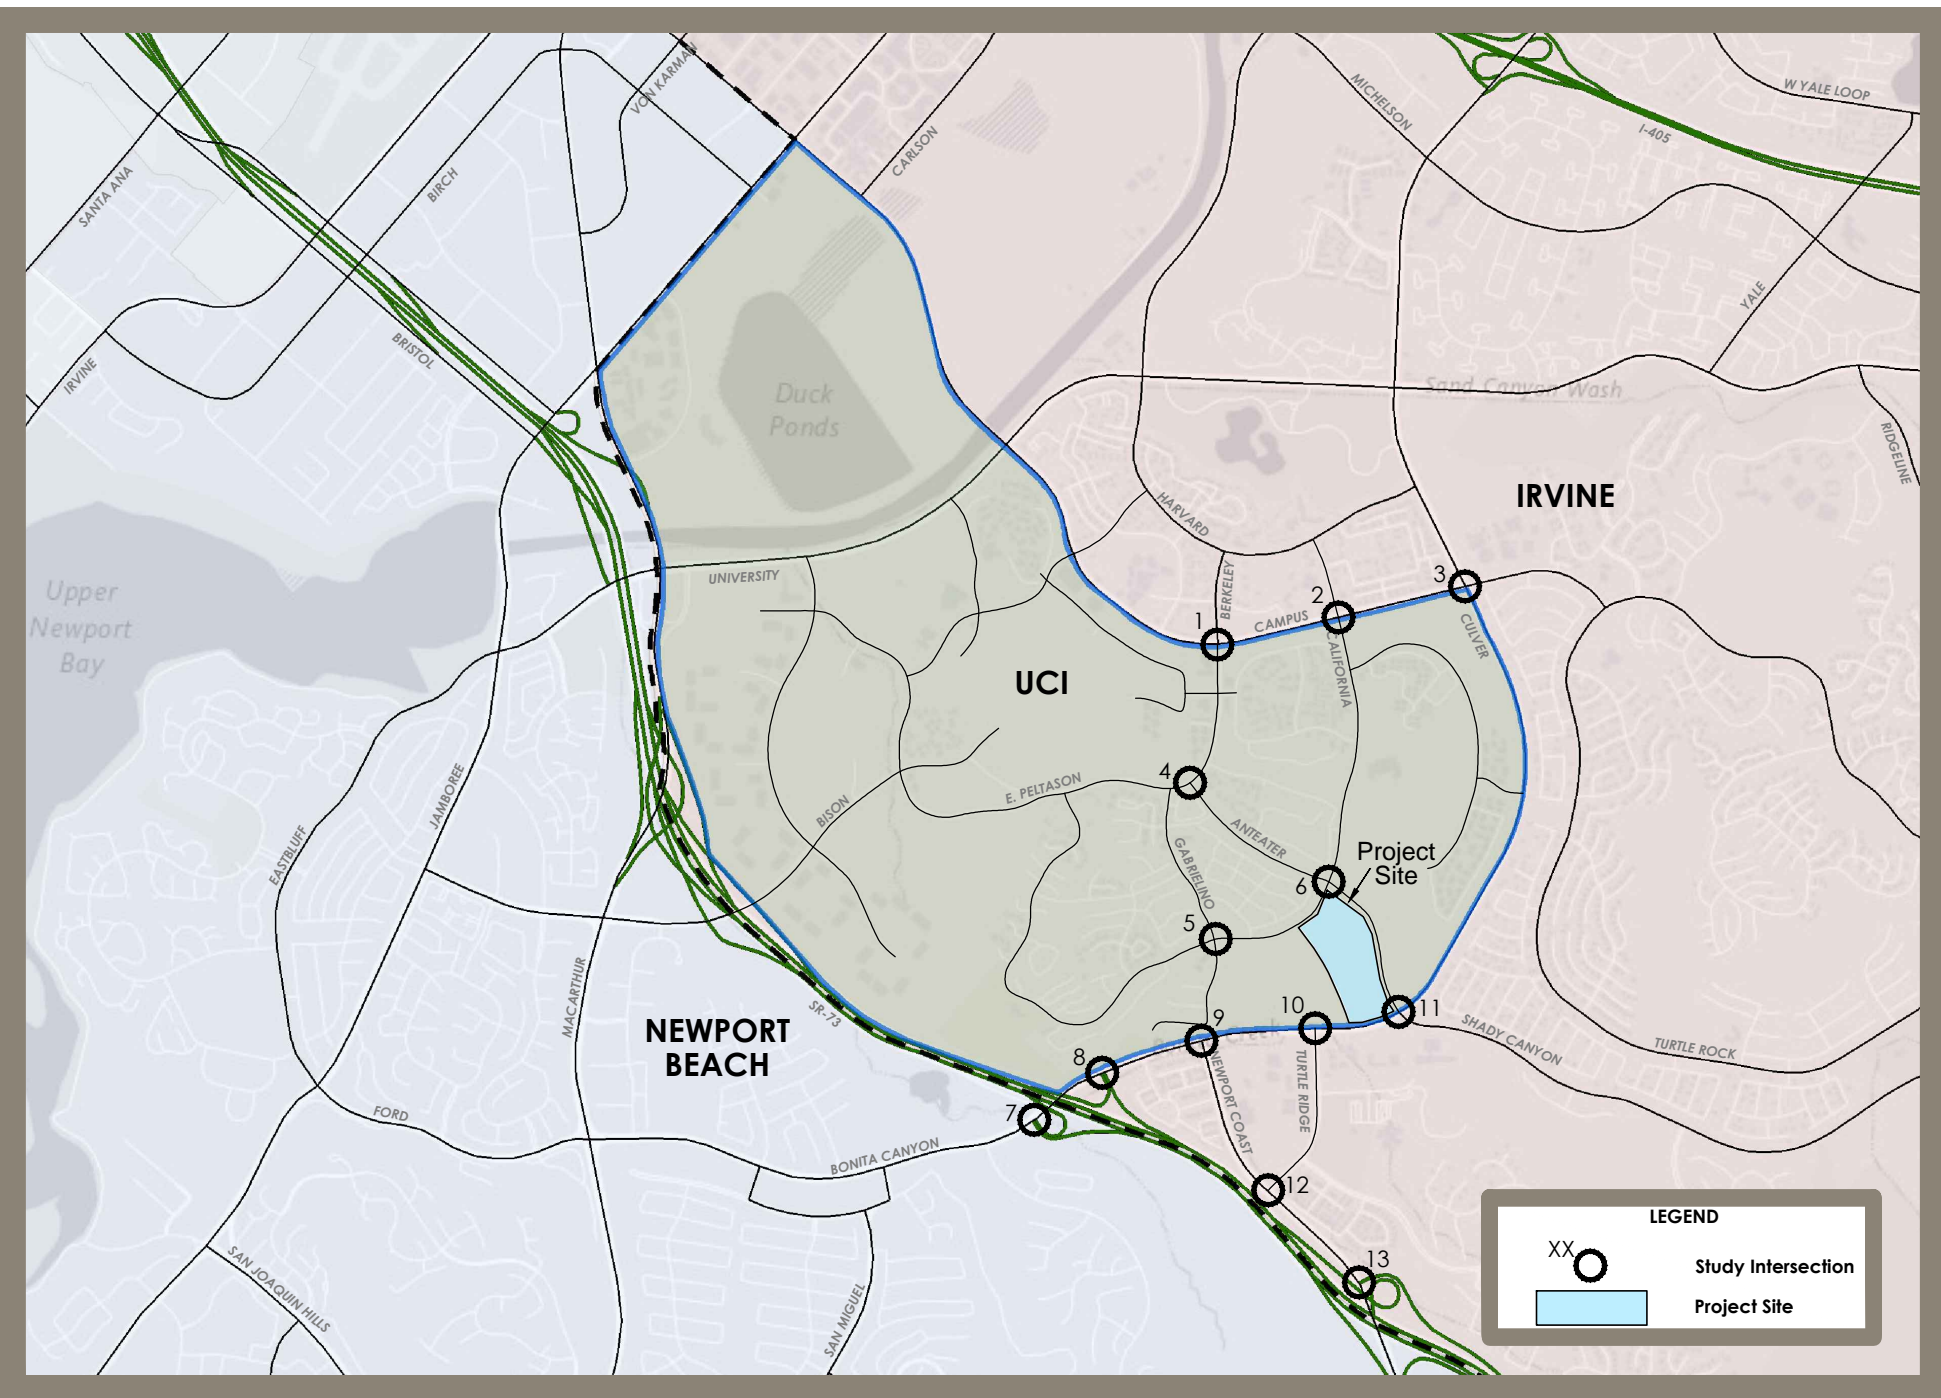 VON KARMAN
CARLSON
MICHELSON
W YALE LOOP
I-405
SANTA ANA
BIRCH
YALE
IRVINE
BRISTOL
Duck
Ponds
Sand Canyon Wash
RIDGELINE
HARVARD
IRVINE
UNIVERSITY
Upper
Newport
Bay
BERKELEY
1
CAMPUS
2
3
CULVER
CALIFORNIA
UCI
4
E. PELTASON
ANTEATER
BISON
JAMBOREE
EASTBLUFF
GABRIELINO
Project
Site
6
5
MACARTHUR
SR-73
NEWPORT
BEACH
8
9
10
11
SHADY CANYON
TURTLE ROCK
NEWPORT COAST
TURTLE RIDGE
7
FORD
BONITA CANYON
12
13
SAN JOAQUIN HILLS
SAN MIGUEL
LEGEND
XX
Study Intersection
Project Site